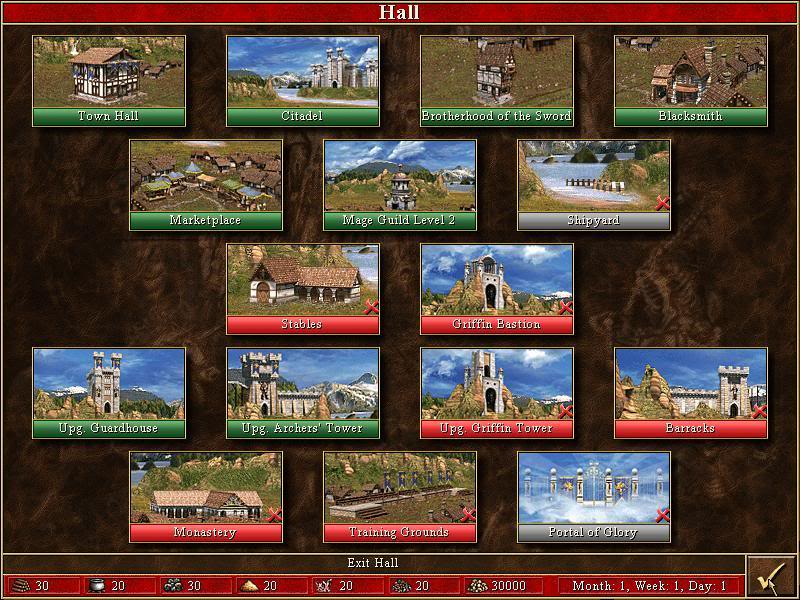 Hall
Town Hall
Citadel
Brotherhood of the Sword
Blacksmith
Marketplace
Mage Guild Level 2
Shipyard
Stables
Griffin Bastion
Upg. Guardhouse
Upg. Archers' Tower
Upg. Griffin Tower
Barracks
Monastery
Training Grounds
Portal of Glory
Exit Hall
30 20 30 20 20 20 30000 Month: 1, Week: 1, Day: 1